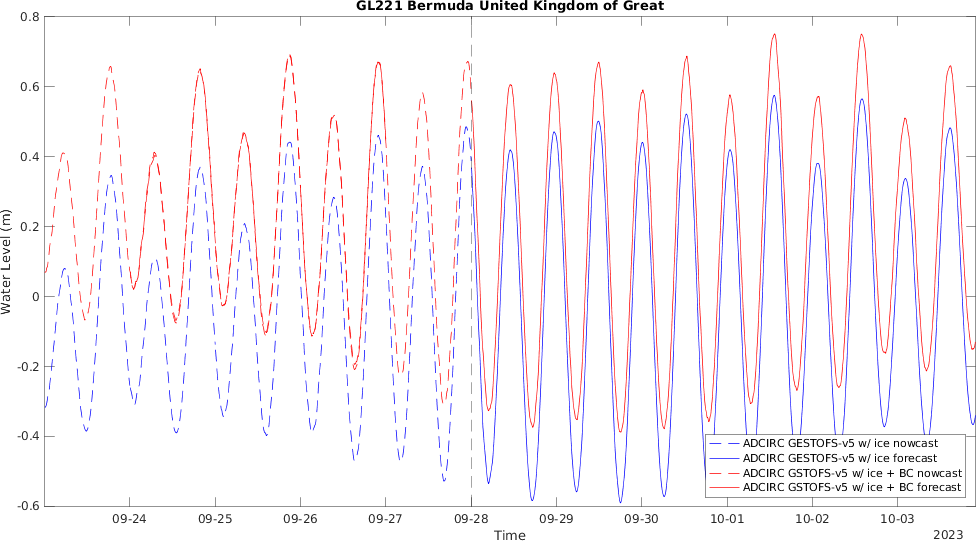 GL221 Bermuda United Kingdom of Great
0.8
0.6
0.4
0.2
0
-0.2
-0.4
-0.6
Water Level (m)
09-24 09-25 09-26 09-27 09-28 09-29 09-30 10-01 10-02 10-03
Time
2023
ADCIRC GESTOFS-v5 w/ ice nowcast
ADCIRC GESTOFS-v5 w/ ice forecast
ADCIRC GSTOFS-v5 w/ ice + BC nowcast
ADCIRC GSTOFS-v5 w/ ice + BC forecast